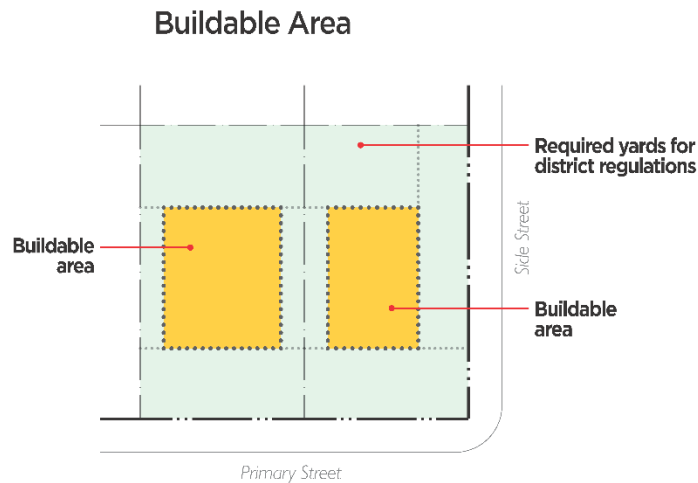 Buildable Area
Required yards for
district regulations
Side Street
Buildable
area
Buildable
area
Primary Street